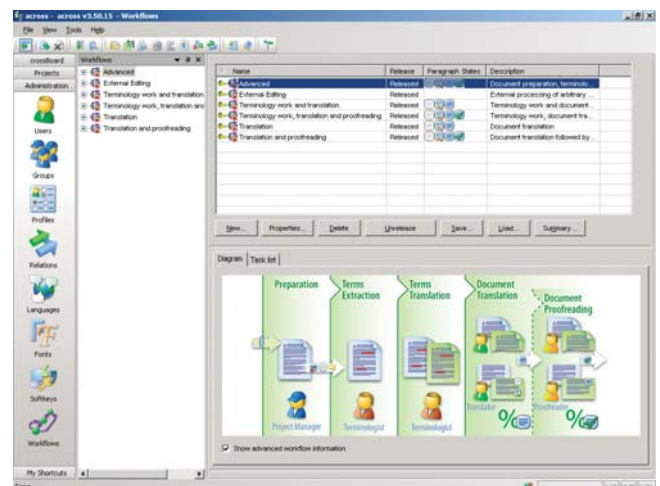 across - across v3.50.15 - Workflows
File View Tools Help
crossBoard
Projects
Administration
Users
Groups
Profiles
Relations
Languages
Fonts
Softkeys
Workflows
My Shortcuts
Workflows
Advanced
External Editing
Terminology work and translation
Terminology work, translation and
Translation
Translation and proofreading
Name Release Paragraph States Description
Advanced Released Document preparation, terminolo
External Editing Released External processing of arbitrary ...
Terminology work and translation Released Terminology work and document...
Terminology work, translation and proofreading Released Terminology work, document tra...
Translation Released Document translation
Translation and proofreading Released Document translation followed by...
New... Properties... Delete Unrelease Save... Load... Summary...
Diagram Task list
Preparation
Terms Extraction
Terms Translation
Document Translation
Document Proofreading
Project Manager
Terminologist
Terminologist
Translator
%
Proofreader
%
Show advanced workflow information